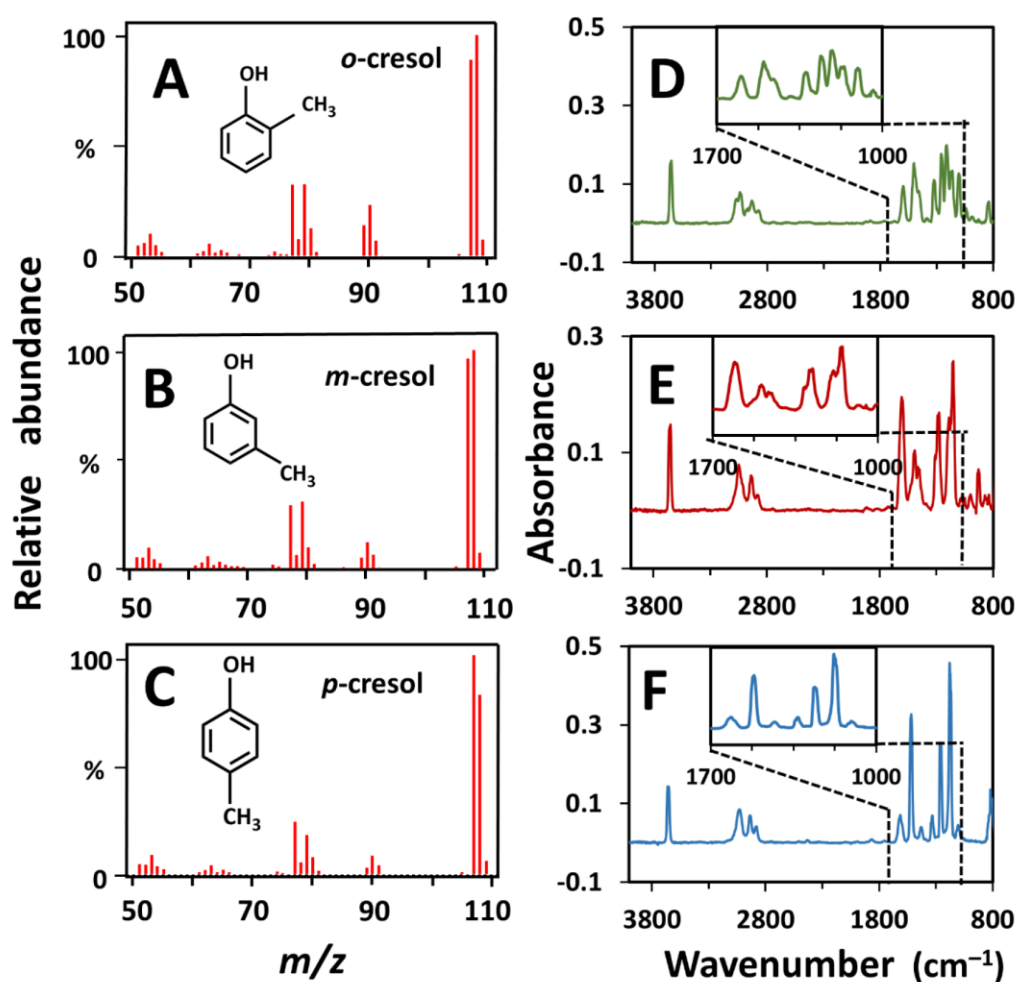 Relative abundance
A
o-cresol
OH
CH3
100
%
0
50
70
90
110
B
m-cresol
OH
CH3
100
%
0
50
70
90
110
C
p-cresol
OH
CH3
100
%
0
50
70
90
110
m/z
Absorbance
D
0.5
0.3
0.1
-0.1
1700
1000
3800
2800
1800
800
E
0.3
0.1
-0.1
1700
1000
3800
2800
1800
800
F
0.5
0.3
0.1
-0.1
1700
1000
3800
2800
1800
800
Wavenumber (cm⁻¹)